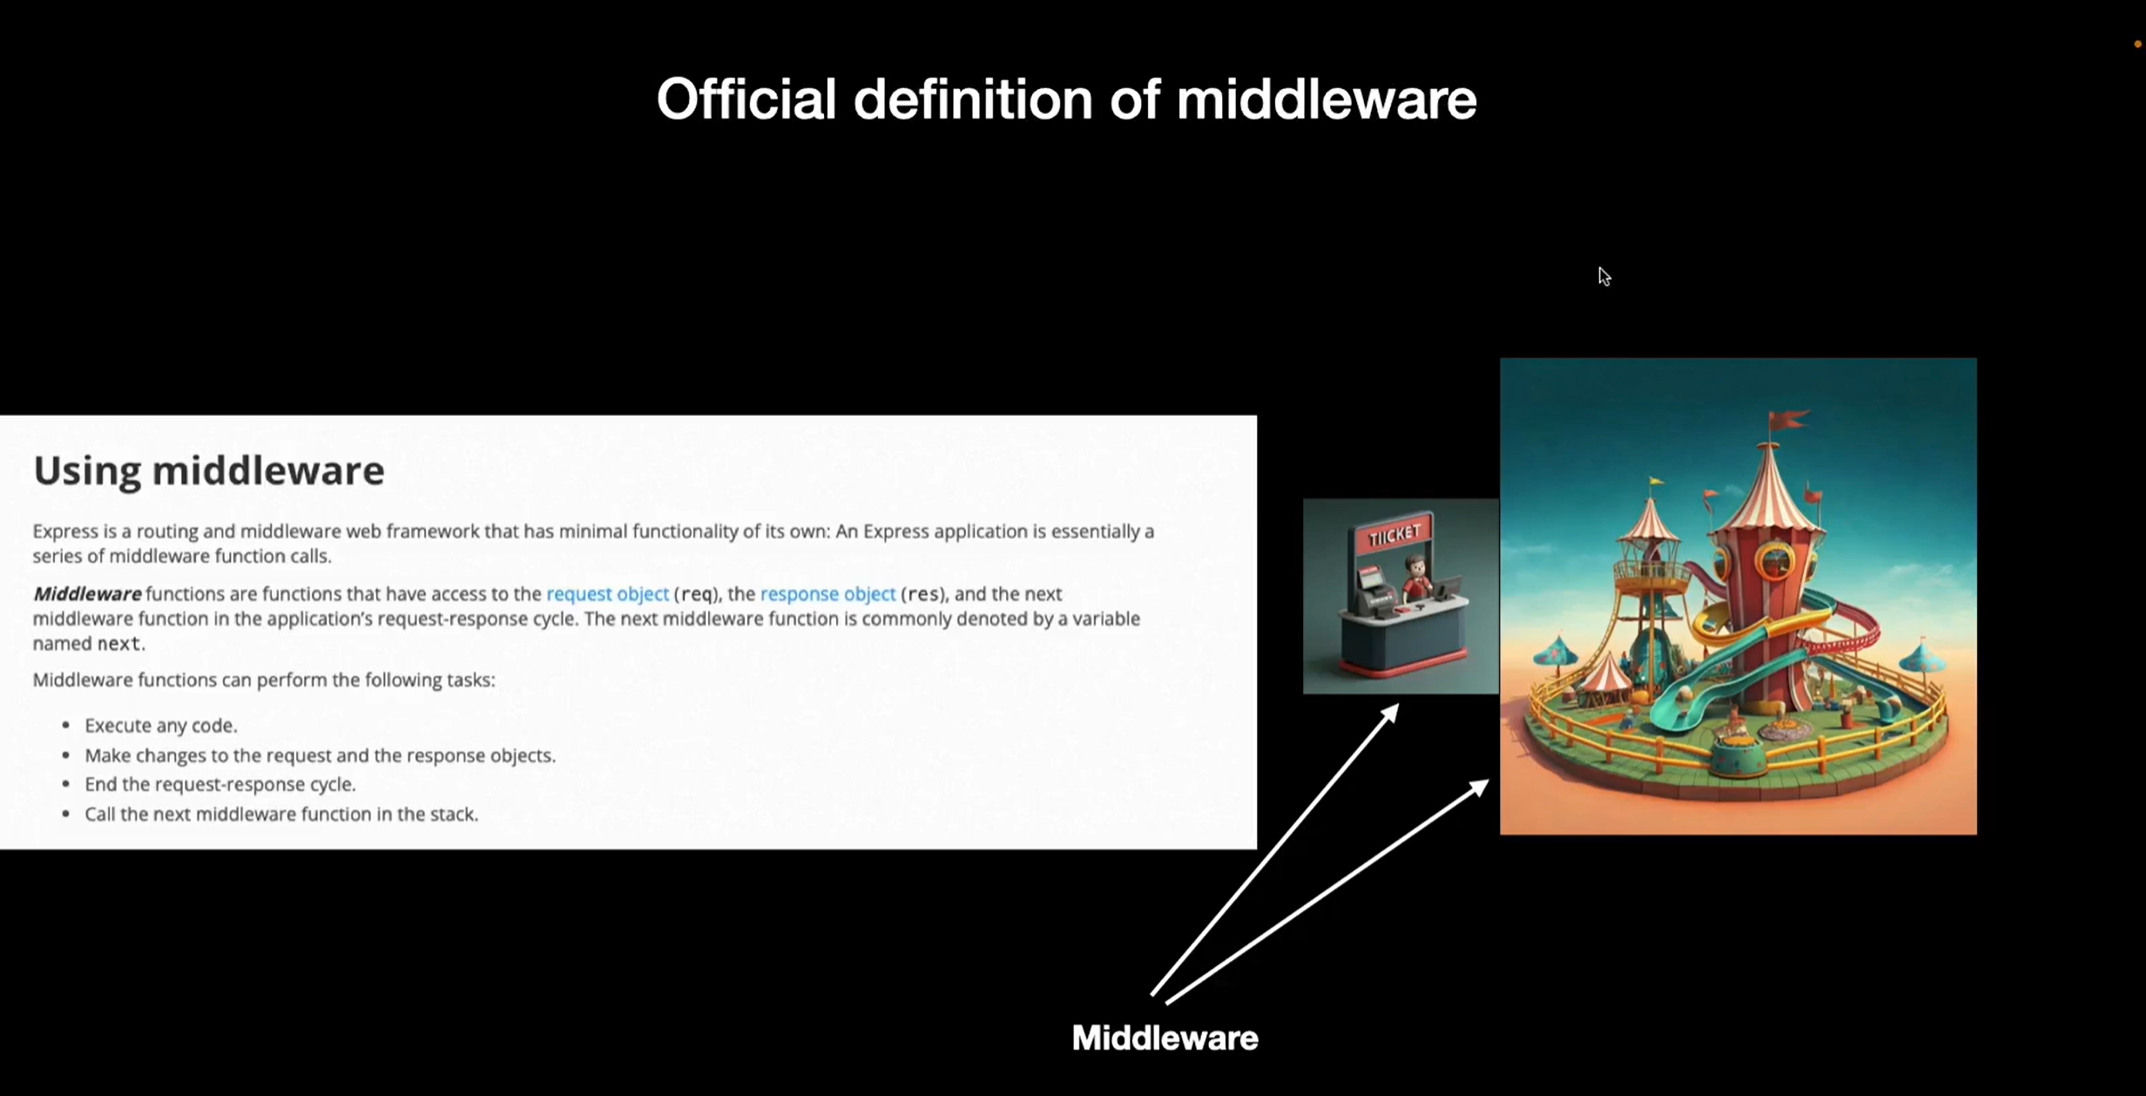 Official definition of middleware
Using middleware
Express is a routing and middleware web framework that has minimal functionality of its own: An Express application is essentially a
series of middleware function calls.
Middleware functions are functions that have access to the request object (req), the response object (res), and the next
middleware function in the application's request-response cycle. The next middleware function is commonly denoted by a variable
named next.
Middleware functions can perform the following tasks:
• Execute any code.
• Make changes to the request and the response objects.
• End the request-response cycle.
• Call the next middleware function in the stack.
TIICKET
Middleware